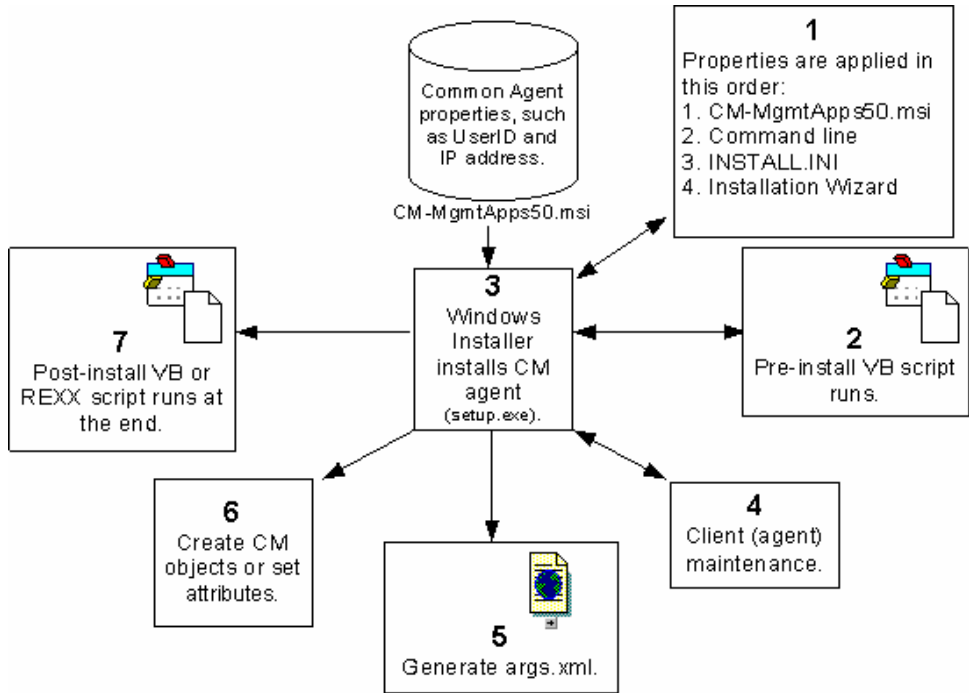 Common Agent
properties, such
as UserID and
IP address.
CM-MgmtApps50.msi
1
Properties are applied in
this order:
1. CM-MgmtApps50.msi
2. Command line
3. INSTALL.INI
4. Installation Wizard
2
Pre-install VB script
runs.
3
Windows
Installer
installs CM
agent
(setup.exe).
4
Client (agent)
maintenance.
5
Generate args.xml.
6
Create CM
objects or set
attributes.
7
Post-install VB or
REXX script runs at
the end.